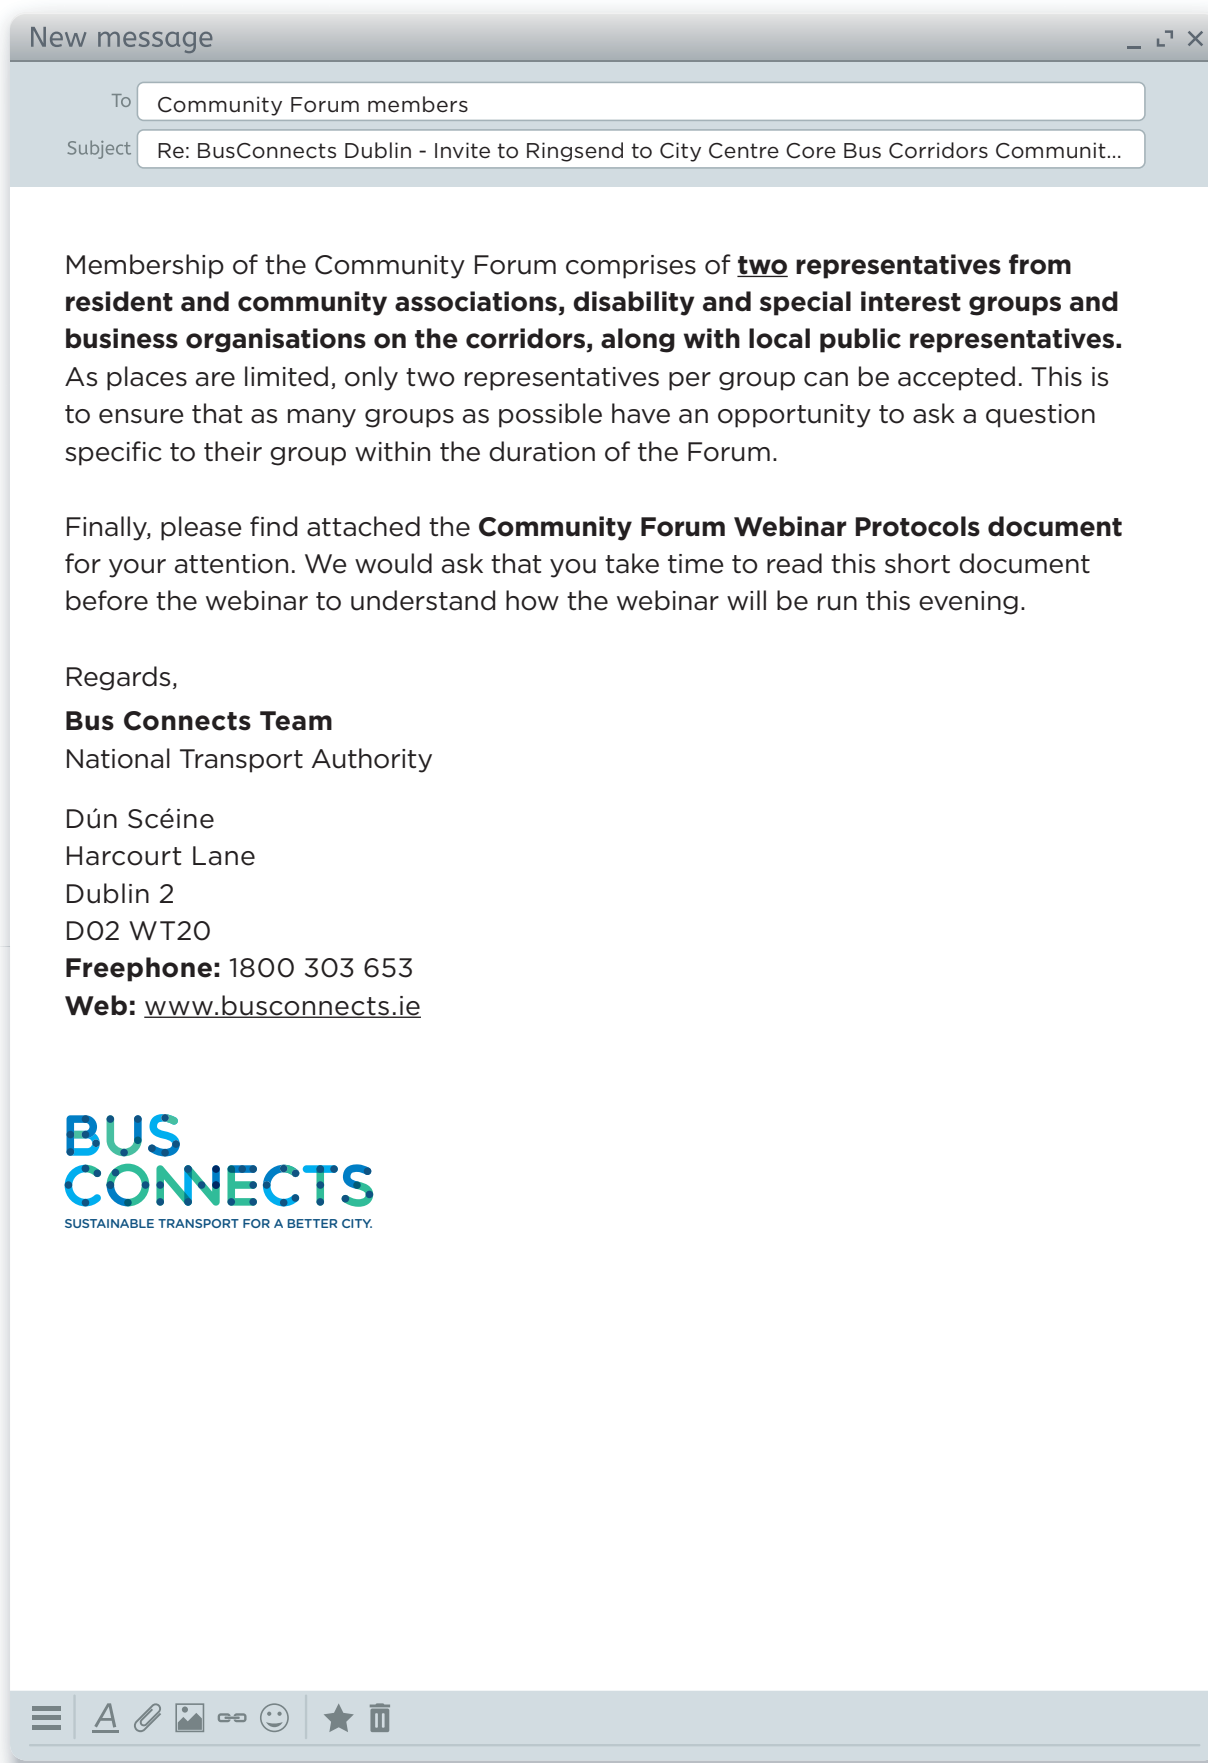 New message
To Community Forum members
Subject Re: BusConnects Dublin - Invite to Ringsend to City Centre Core Bus Corridors Communit...
Membership of the Community Forum comprises of two representatives from
resident and community associations, disability and special interest groups and
business organisations on the corridors, along with local public representatives.
As places are limited, only two representatives per group can be accepted. This is
to ensure that as many groups as possible have an opportunity to ask a question
specific to their group within the duration of the Forum.
Finally, please find attached the Community Forum Webinar Protocols document
for your attention. We would ask that you take time to read this short document
before the webinar to understand how the webinar will be run this evening.
Regards,
Bus Connects Team
National Transport Authority
Dún Scéine
Harcourt Lane
Dublin 2
D02 WT20
Freephone: 1800 303 653
Web: www.busconnects.ie
BUS
CONNECTS
SUSTAINABLE TRANSPORT FOR A BETTER CITY.
A